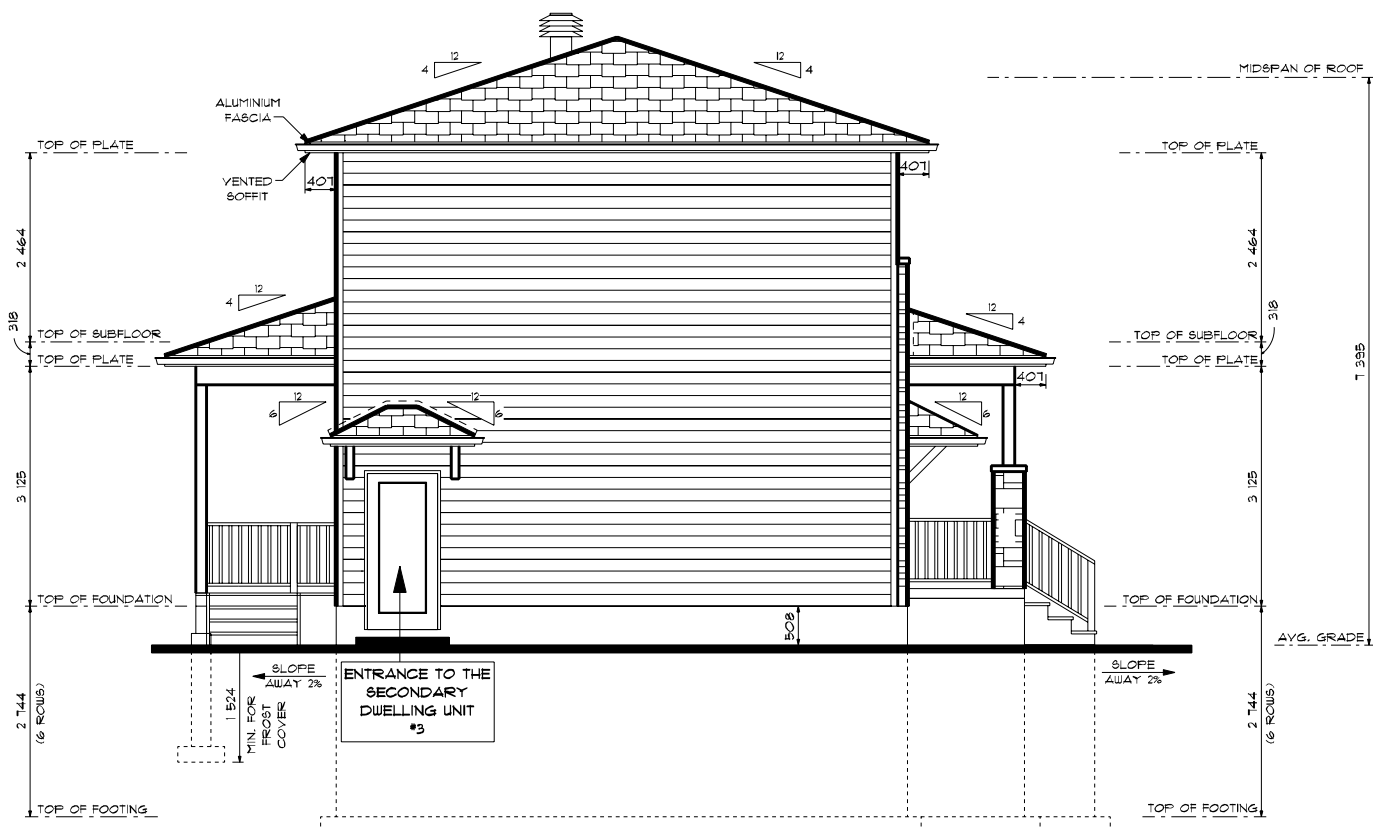 12
4
12
4
MIDSPAN OF ROOF
ALUMINIUM
FASCIA
TOP OF PLATE
TOP OF PLATE
VENTED
SOFFIT
407
407
2 464
2 464
7 395
12
4
12
4
318
318
TOP OF SUBFLOOR
TOP OF SUBFLOOR
TOP OF PLATE
TOP OF PLATE
407
12
6
12
6
12
6
3 125
3 125
TOP OF FOUNDATION
TOP OF FOUNDATION
508
AVG. GRADE
SLOPE
AWAY 2%
SLOPE
AWAY 2%
ENTRANCE TO THE
SECONDARY
DWELLING UNIT
#3
2 744
(6 ROWS)
1 524
MIN. FOR
FROST
COVER
2 744
(6 ROWS)
TOP OF FOOTING
TOP OF FOOTING